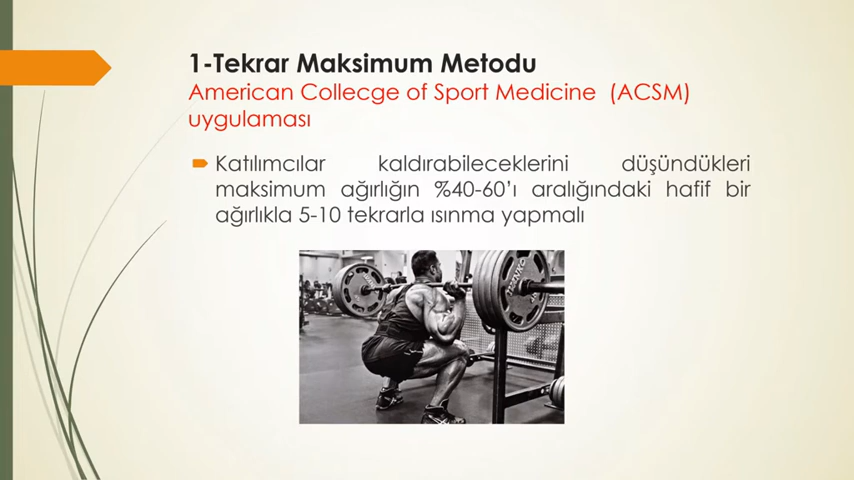 1-Tekrar Maksimum Metodu
American Collecge of Sport Medicine (ACSM)
uygulaması
Katılımcılar kaldırabileceklerini düşündükleri
maksimum ağırlığın %40-60’ı aralığındaki hafif bir
ağırlıkla 5-10 tekrarla ısınma yapmalı
IVANKO